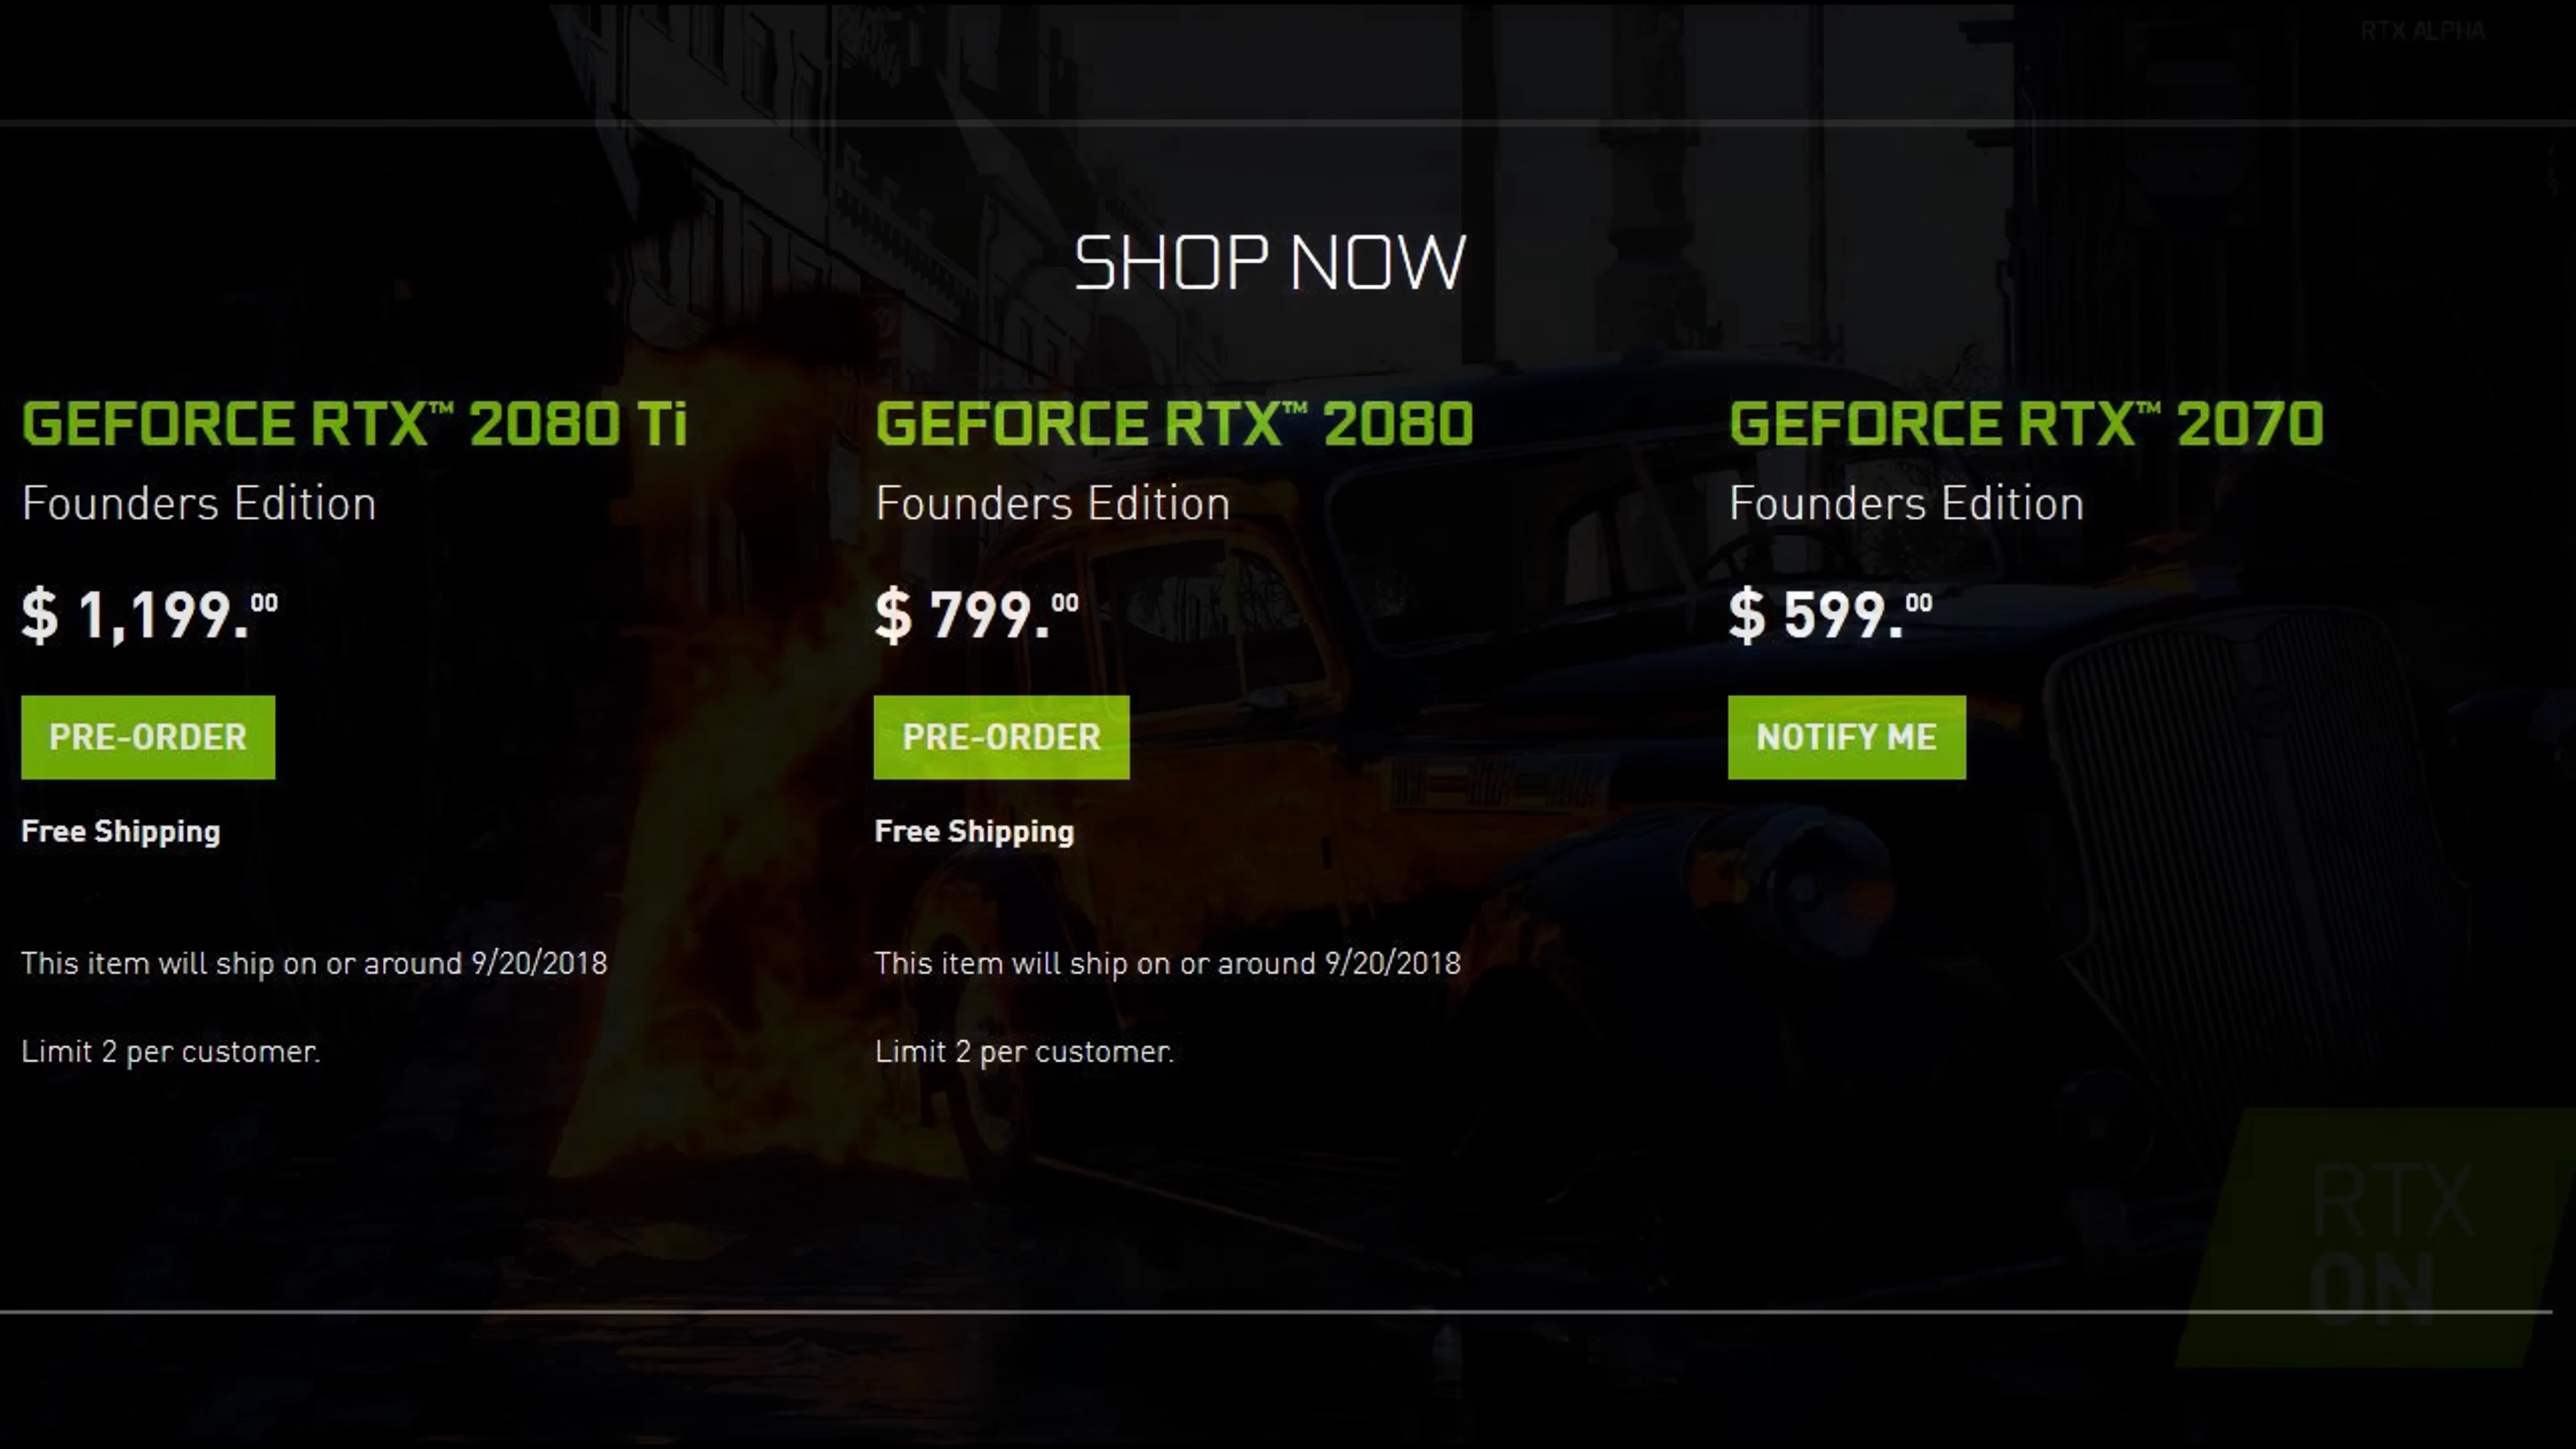 RTX ALPHA
SHOP NOW
GEFORCE RTX™ 2080 Ti
Founders Edition
$ 1,199.00
PRE-ORDER
Free Shipping
This item will ship on or around 9/20/2018
Limit 2 per customer.
GEFORCE RTX™ 2080
Founders Edition
$ 799.00
PRE-ORDER
Free Shipping
This item will ship on or around 9/20/2018
Limit 2 per customer.
GEFORCE RTX™ 2070
Founders Edition
$ 599.00
NOTIFY ME
RTX
ON